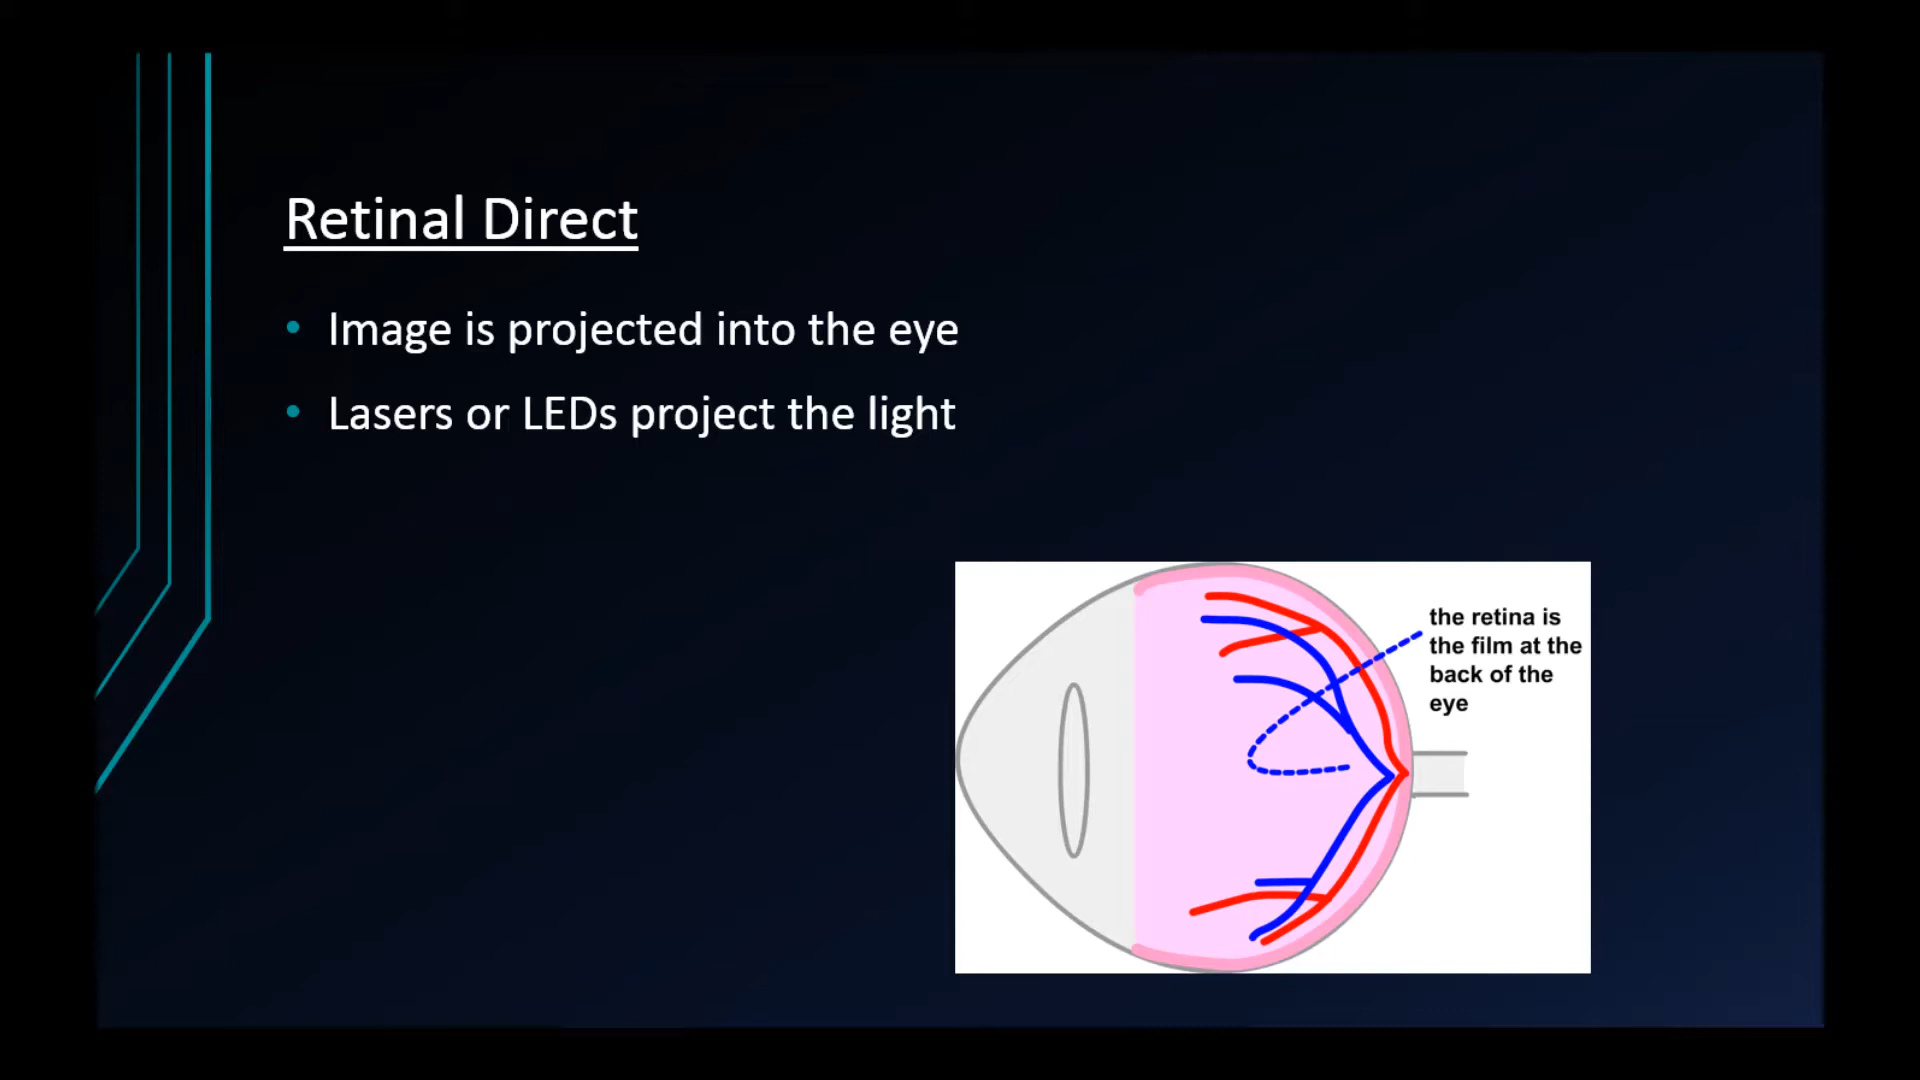 Retinal Direct
• Image is projected into the eye
• Lasers or LEDs project the light
the retina is
the film at the
back of the
eye